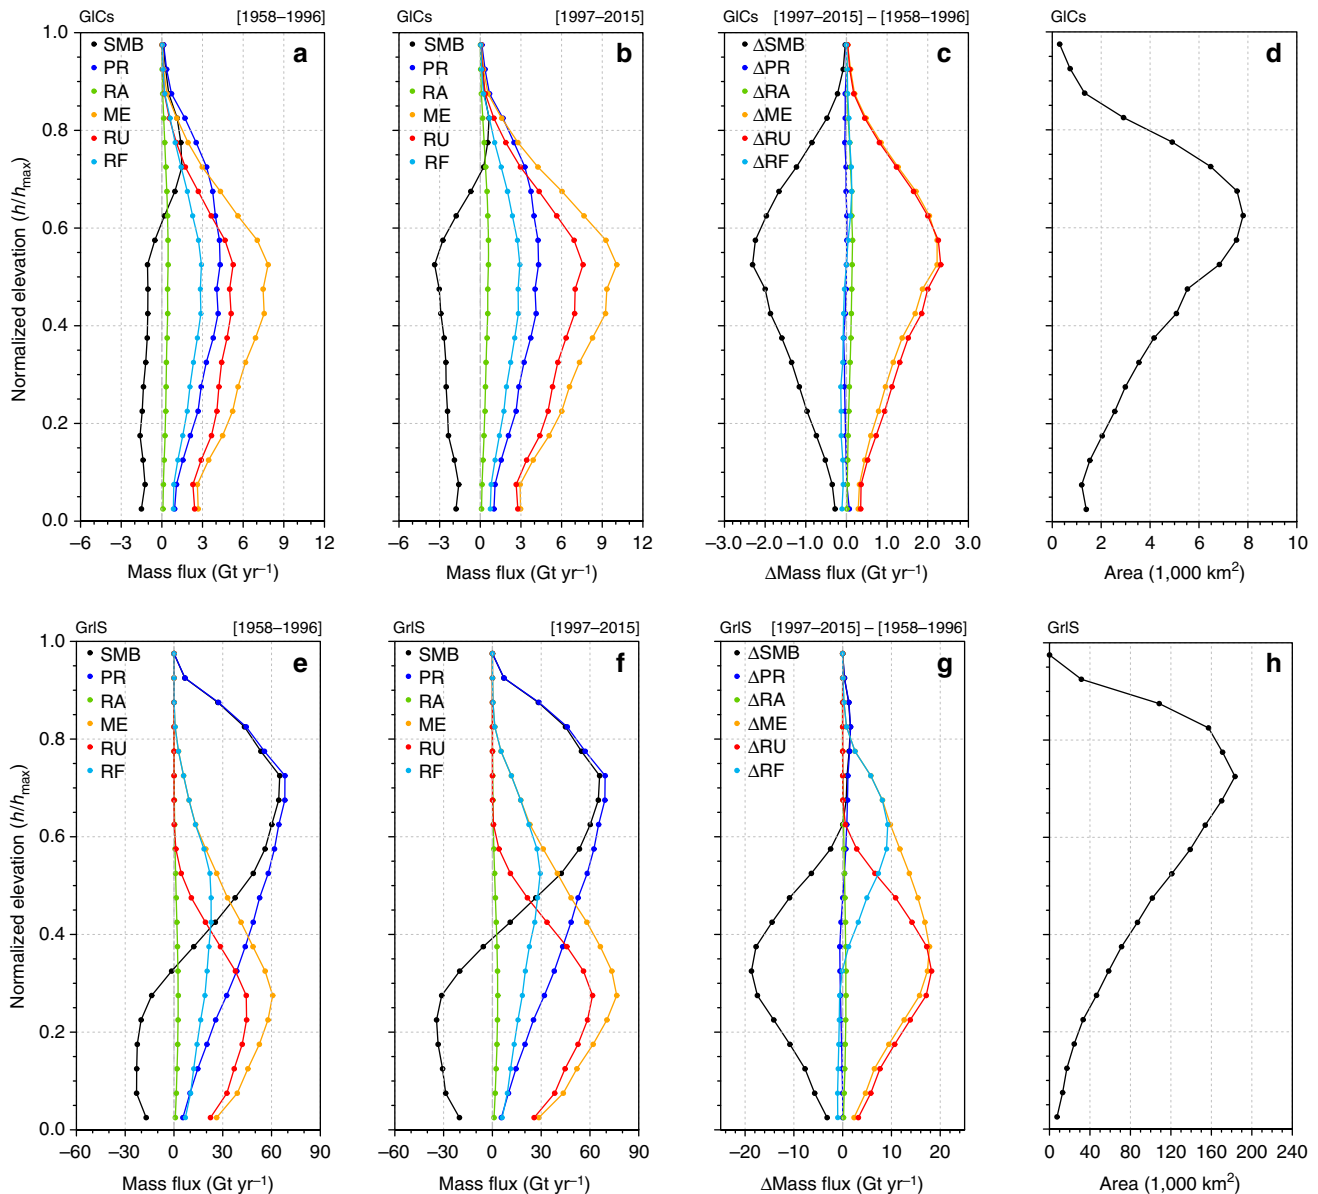 GICs [1958–1996]
a
SMB
PR
RA
ME
RU
RF
1.0
0.8
0.6
0.4
0.2
0.0
Normalized elevation (h/hmax)
–6 –3 0 3 6 9 12
Mass flux (Gt yr–1)
GICs [1997–2015]
b
SMB
PR
RA
ME
RU
RF
–6 –3 0 3 6 9 12
Mass flux (Gt yr–1)
GICs [1997–2015] – [1958–1996]
c
ΔSMB
ΔPR
ΔRA
ΔME
ΔRU
ΔRF
–3.0 –2.0 –1.0 0.0 1.0 2.0 3.0
ΔMass flux (Gt yr–1)
GICs
d
0 2 4 6 8 10
Area (1,000 km2)
GrIS [1958–1996]
e
SMB
PR
RA
ME
RU
RF
1.0
0.8
0.6
0.4
0.2
0.0
Normalized elevation (h/hmax)
–60 –30 0 30 60 90
Mass flux (Gt yr–1)
GrIS [1997–2015]
f
SMB
PR
RA
ME
RU
RF
–60 –30 0 30 60 90
Mass flux (Gt yr–1)
GrIS [1997–2015] – [1958–1996]
g
ΔSMB
ΔPR
ΔRA
ΔME
ΔRU
ΔRF
–20 –10 0 10 20
ΔMass flux (Gt yr–1)
GrIS
h
0 40 80 120 160 200 240
Area (1,000 km2)